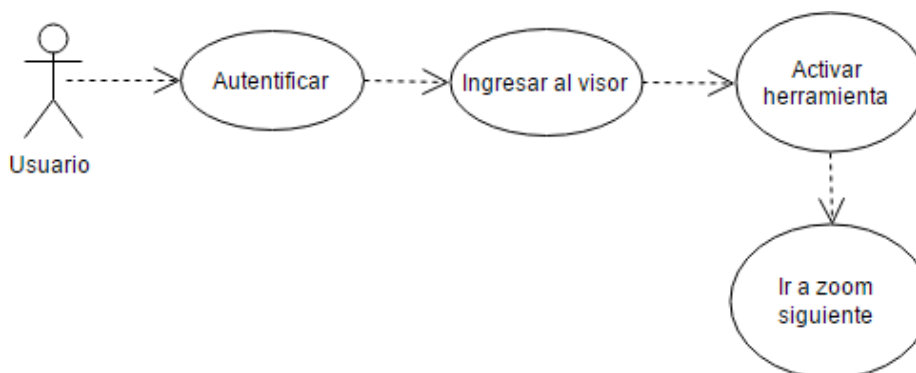 Usuario
Autentificar
Ingresar al visor
Activar
herramienta
Ir a zoom
siguiente